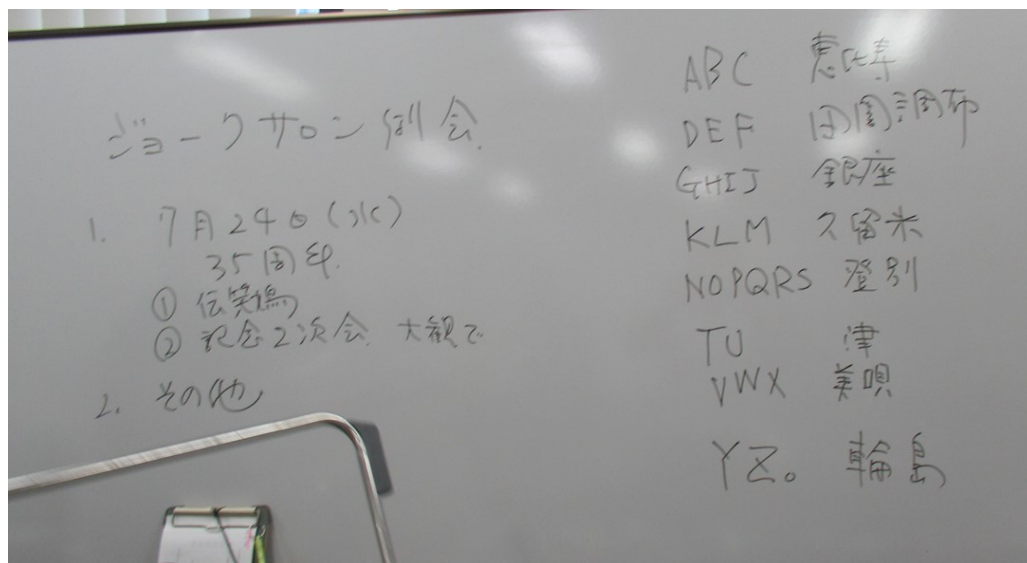 ジョークサロン例会
1. 7月24日(水)
35周年
① 伝笑鳩
② 記念2次会 大観で
2. その他
ABC 恵比寿
DEF 田園調布
GHIJ 銀座
KLM 久留米
NOPQRS 登別
TU 津
VWX 美唄
YZ。 輪島